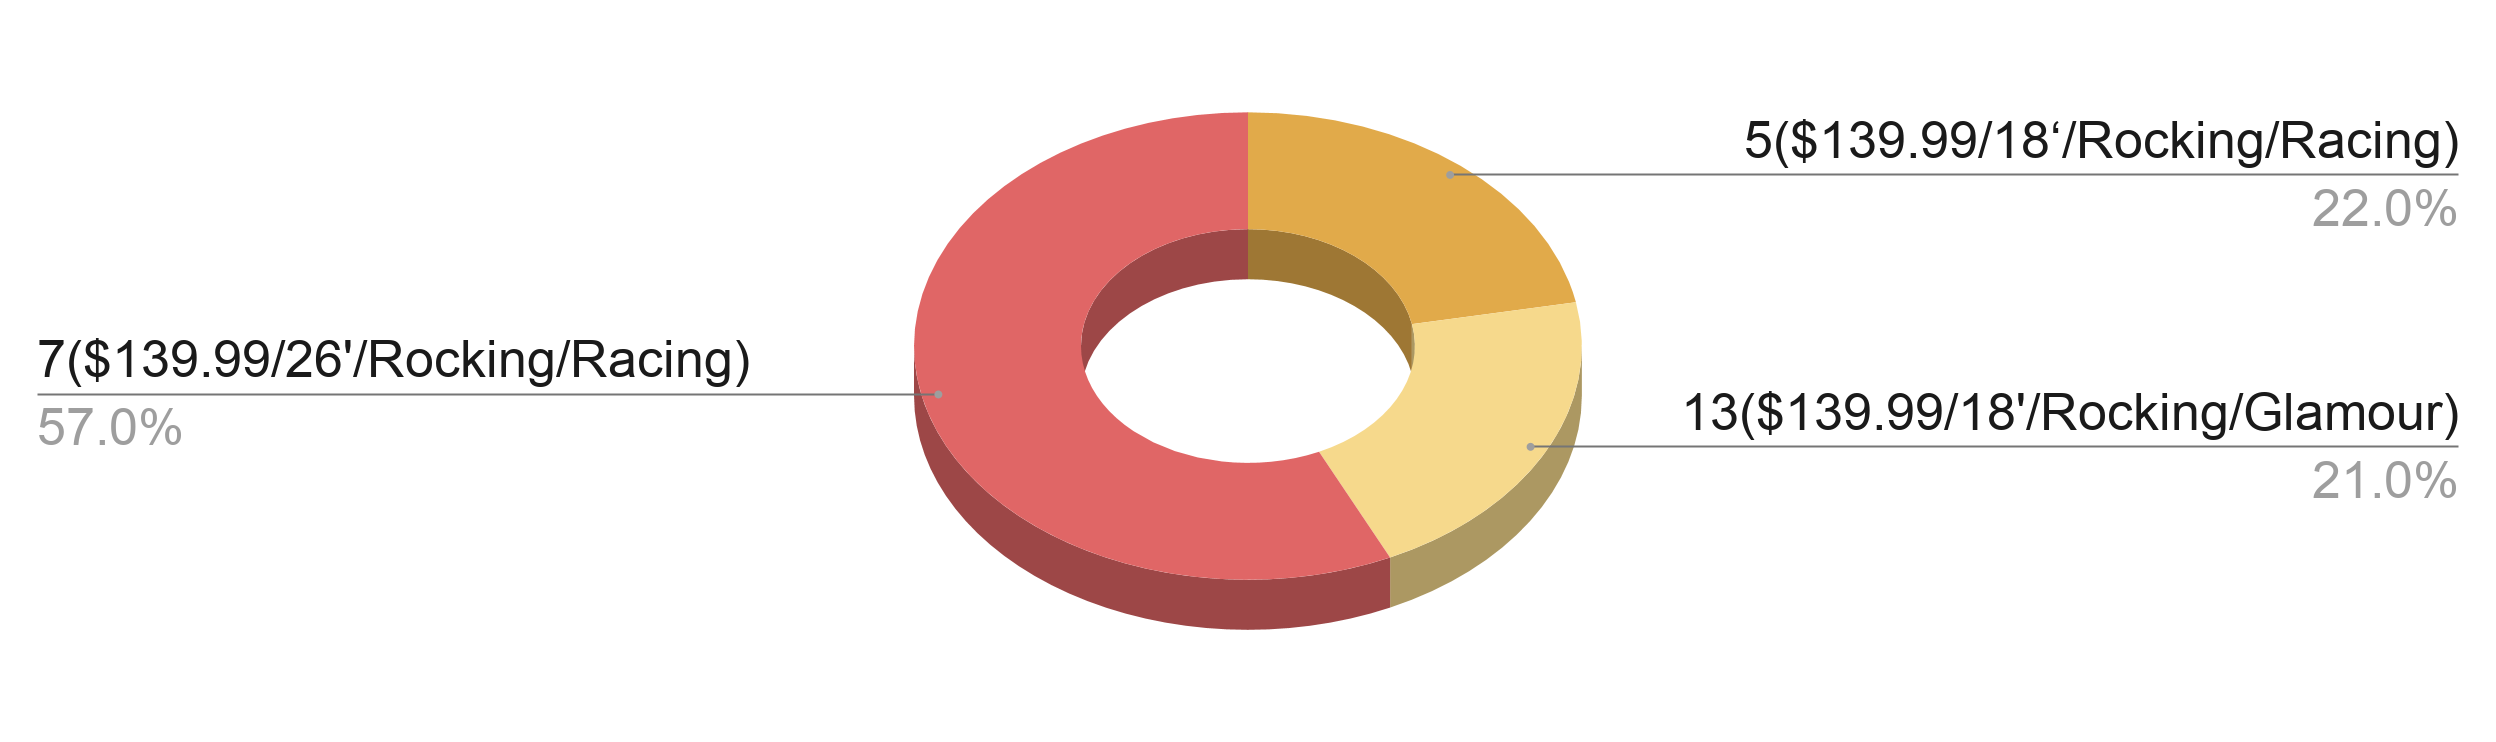 5($139.99/18‘/Rocking/Racing)
22.0%
7($139.99/26'/Rocking/Racing)
57.0%
13($139.99/18'/Rocking/Glamour)
21.0%